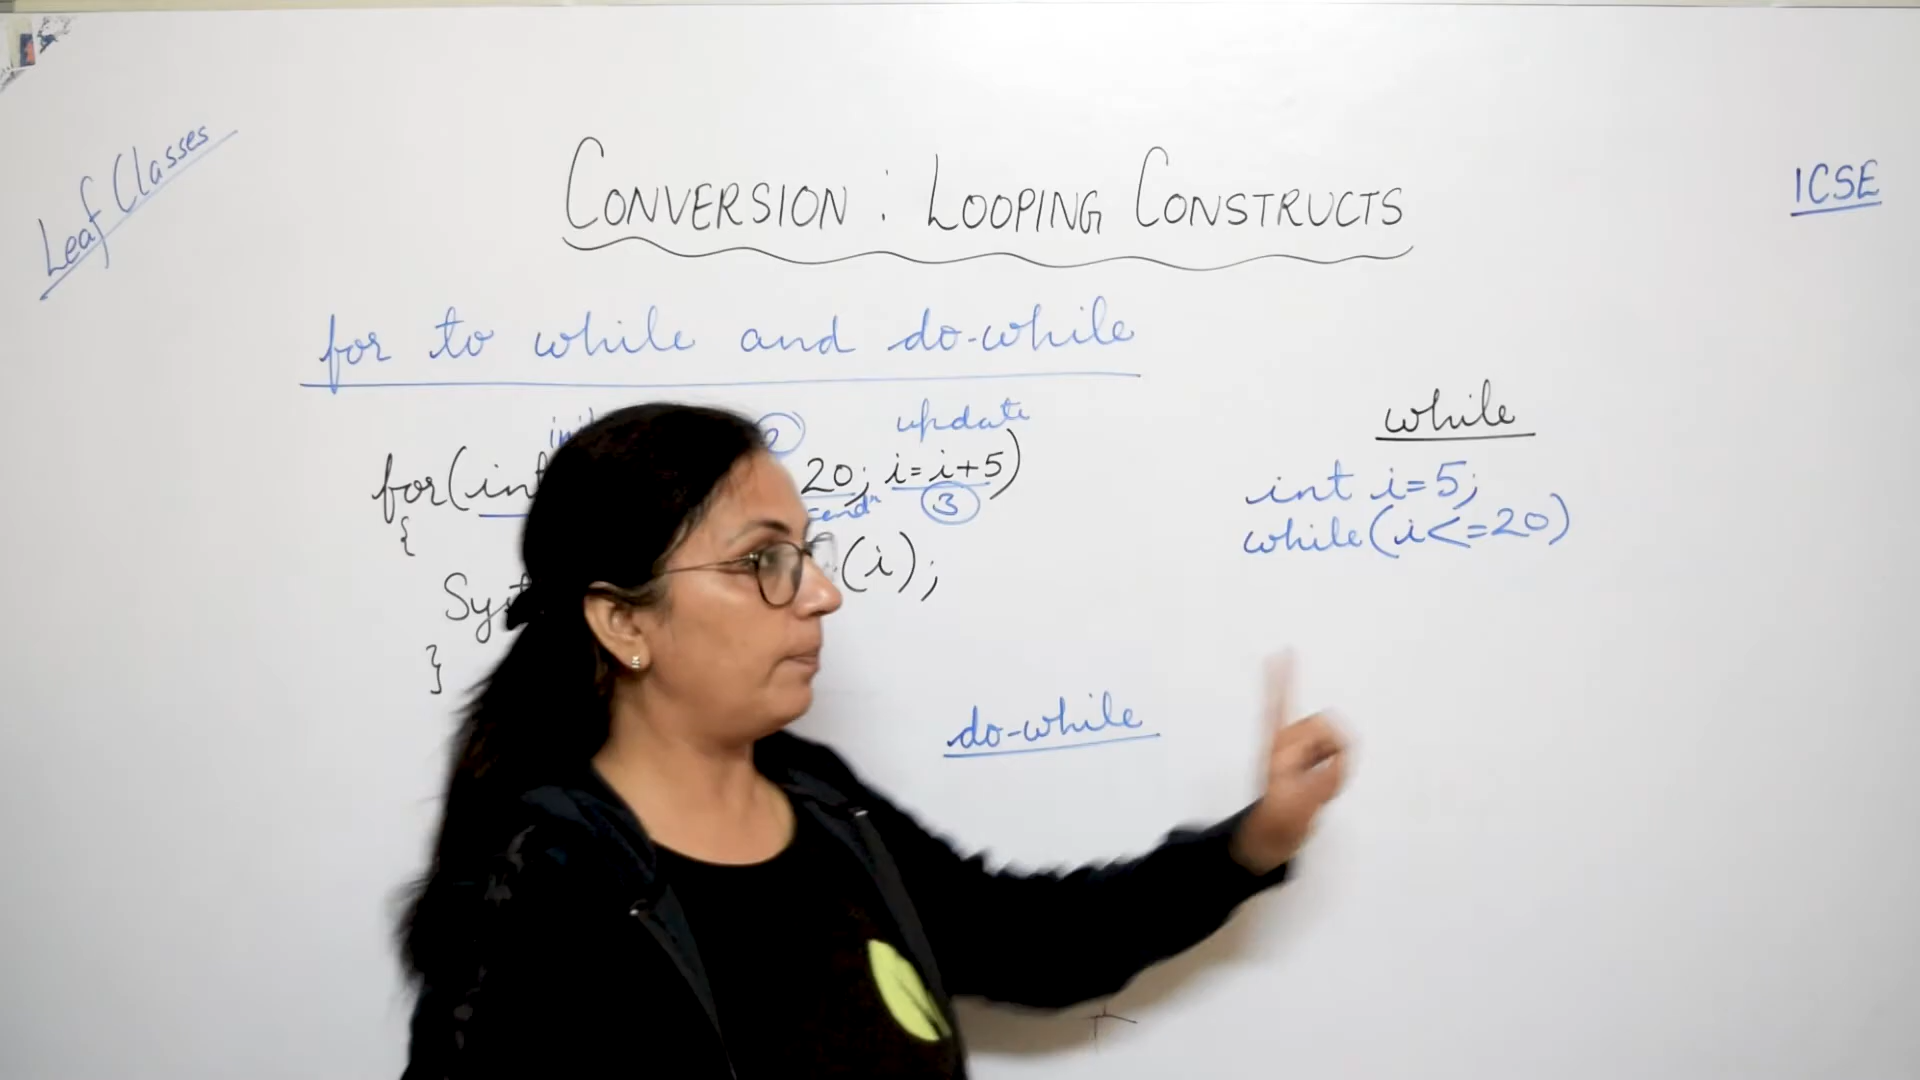 Leaf Classes
CONVERSION : LOOPING CONSTRUCTS
ICSE
for to while and do-while
update
for(int 20; i=i+5)
3
{
(i);
}
while
int i=5;
while(i<=20)
do-while